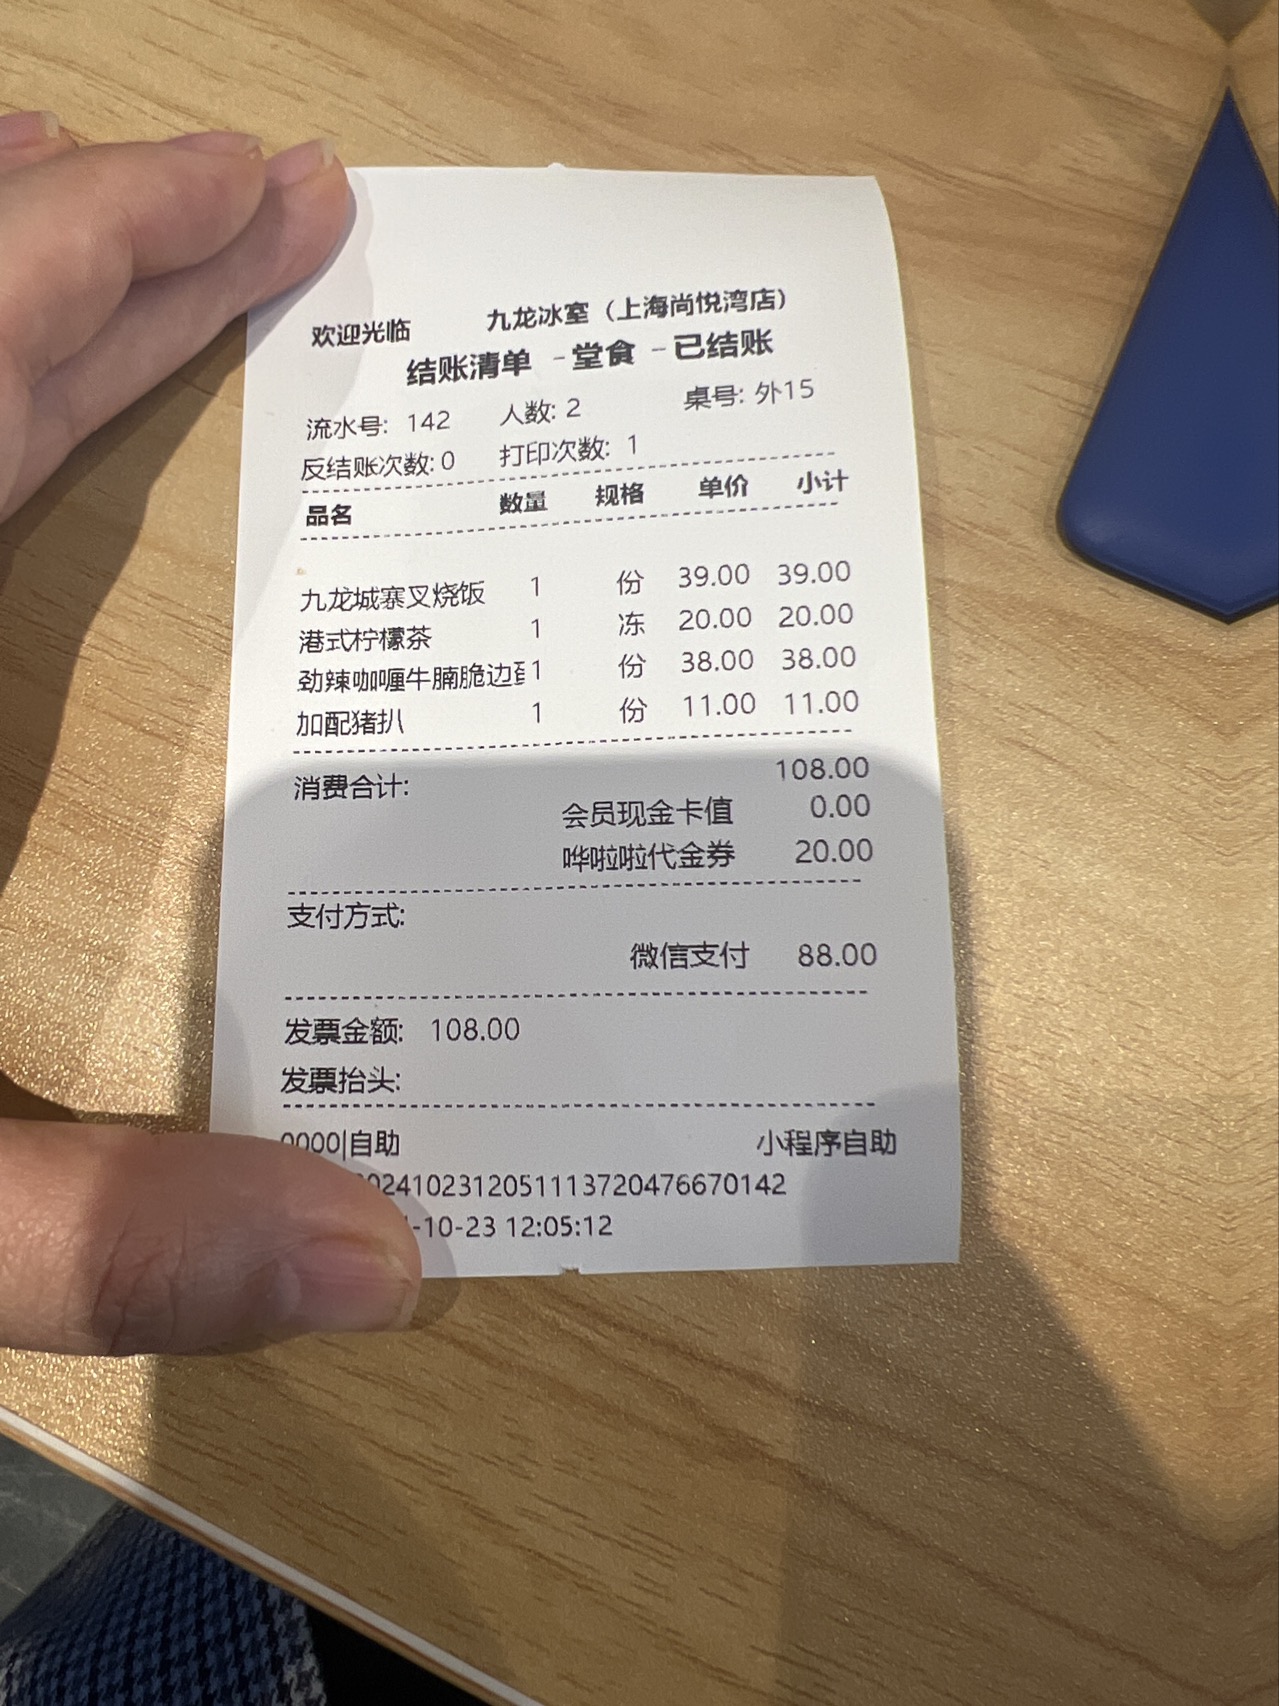 欢迎光临 九龙冰室（上海尚悦湾店）
结账清单 -堂食 -已结账
流水号: 142 人数: 2 桌号: 外15
反结账次数: 0 打印次数: 1
品名 数量 规格 单价 小计
九龙城寨叉烧饭 1 份 39.00 39.00
港式柠檬茶 1 冻 20.00 20.00
劲辣咖喱牛腩脆边 1 份 38.00 38.00
加配猪扒 1 份 11.00 11.00
消费合计: 108.00
会员现金卡值 0.00
哗啦啦代金券 20.00
支付方式:
微信支付 88.00
发票金额: 108.00
发票抬头:
0000|自助 小程序自助
024102312051113720476670142
-10-23 12:05:12